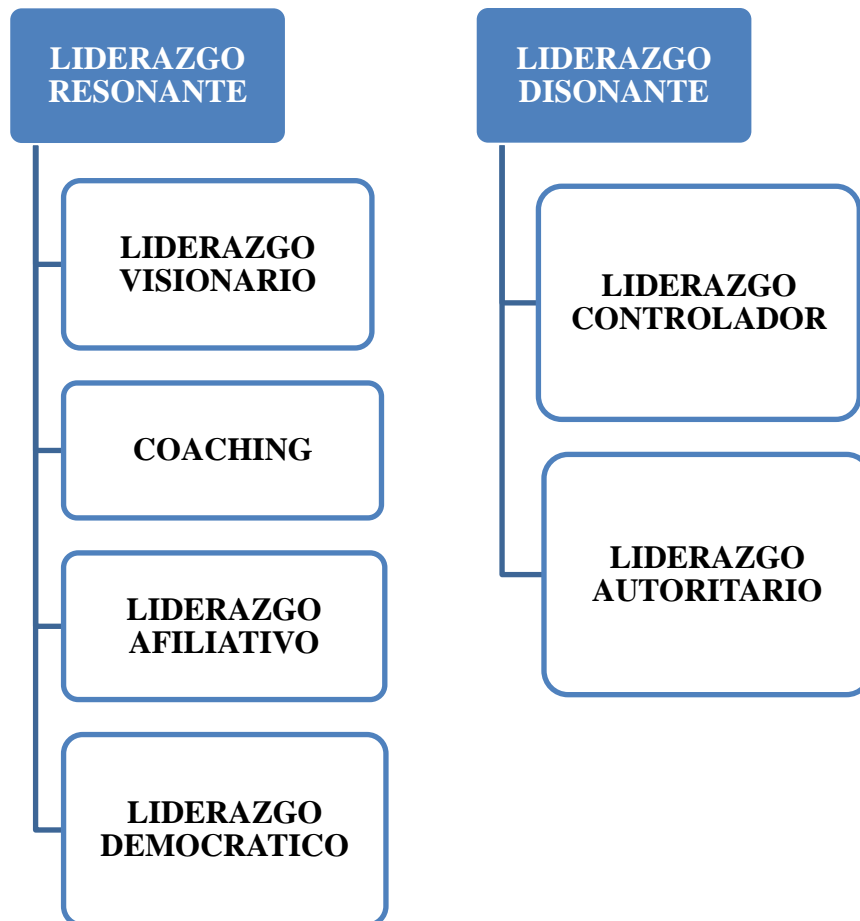 LIDERAZGO
RESONANTE
LIDERAZGO
VISIONARIO
COACHING
LIDERAZGO
AFILIATIVO
LIDERAZGO
DEMOCRATICO
LIDERAZGO
DISONANTE
LIDERAZGO
CONTROLADOR
LIDERAZGO
AUTORITARIO